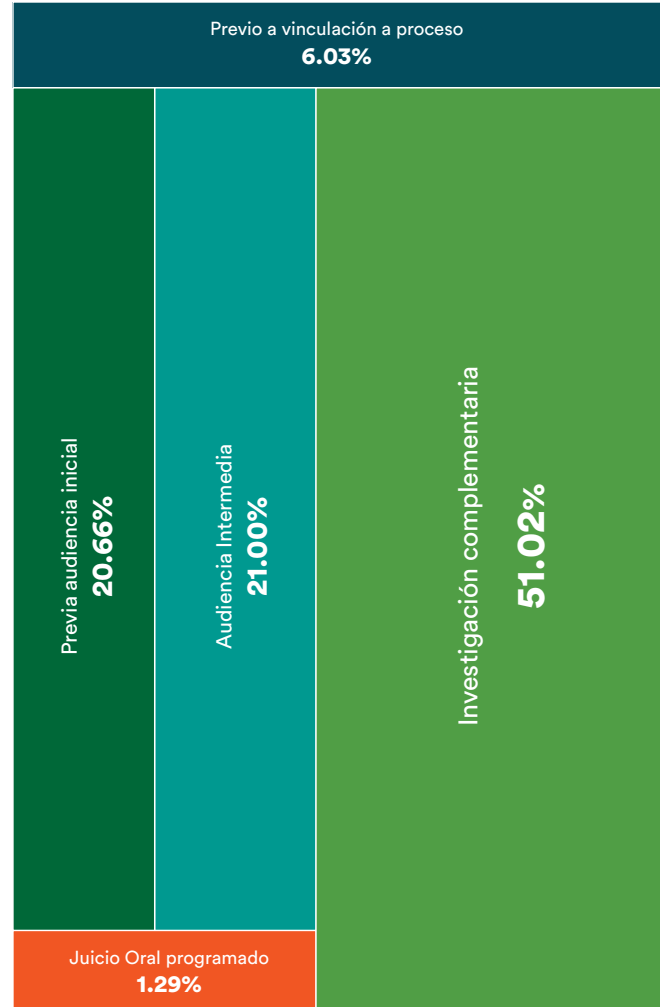 Previo a vinculación a proceso
6.03%
Previa audiencia inicial
20.66%
Audiencia Intermedia
21.00%
Investigación complementaria
51.02%
Juicio Oral programado
1.29%